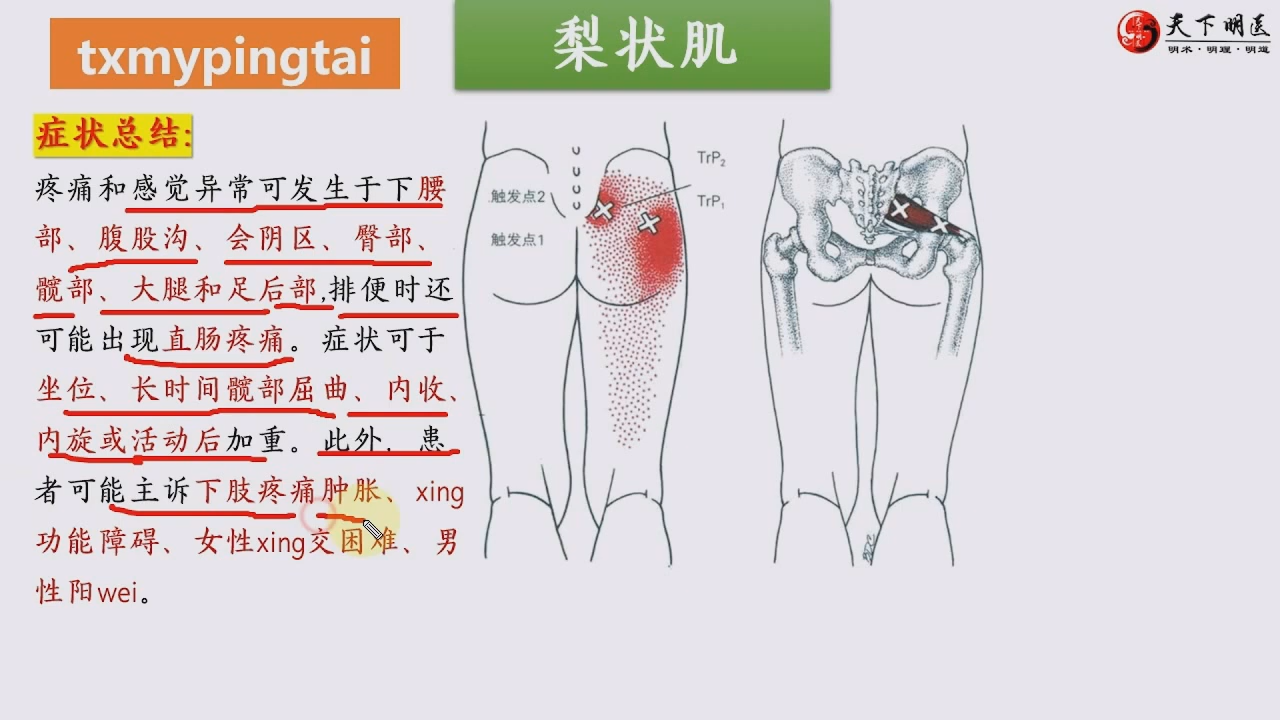 txmypingtai
梨状肌
天下明医
明术·明理·明道
症状总结:
疼痛和感觉异常可发生于下腰
部、腹股沟、会阴区、臀部、
髋部、大腿和足后部,排便时还
可能出现直肠疼痛。症状可于
坐位、长时间髋部屈曲、内收、
内旋或活动后加重。此外，患
者可能主诉下肢疼痛肿胀、xing
功能障碍、女性xing交困难、男
性阳wei。
TrP2
触发点2
TrP1
触发点1